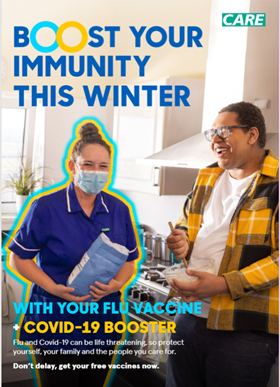 CARE
BOOST YOUR
IMMUNITY
THIS WINTER
WITH YOUR FLU VACCINE
+ COVID-19 BOOSTER
Flu and Covid-19 can be life threatening, so protect
yourself, your family and the people you care for.
Don't delay, get your free vaccines now.